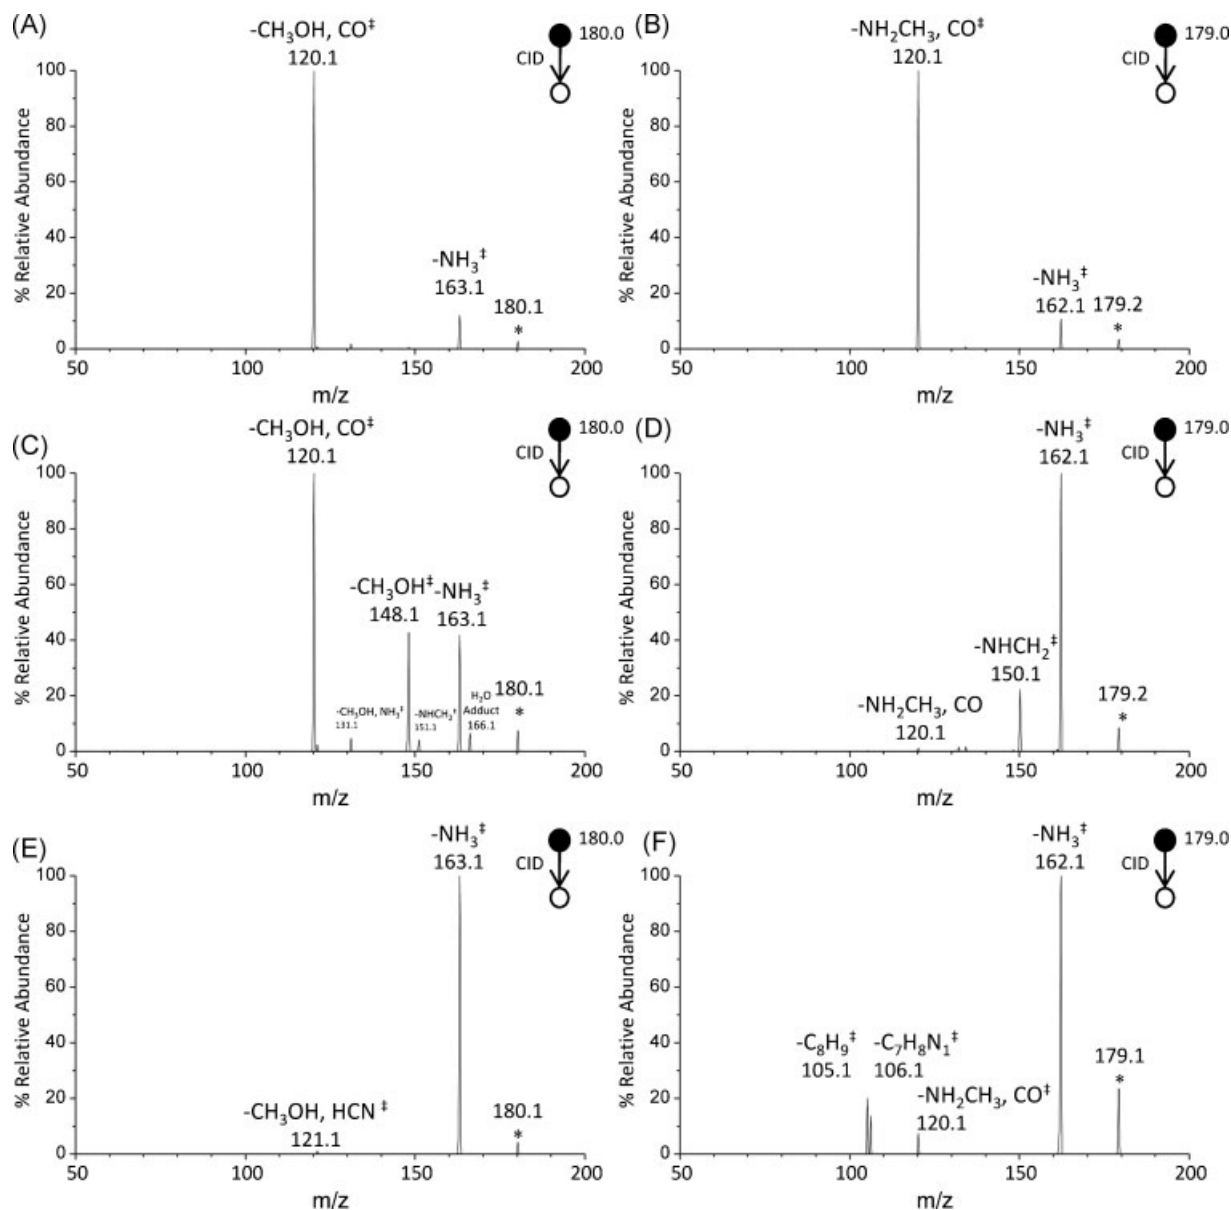 (A)
-CH₃OH, CO‡
120.1
180.0
CID
-NH₃‡
163.1
180.1
*
100
80
60
40
20
0
% Relative Abundance
50 100 150 200
m/z
(B)
-NH₂CH₃, CO‡
120.1
179.0
CID
-NH₃‡
162.1
179.2
*
100
80
60
40
20
0
% Relative Abundance
50 100 150 200
m/z
(C)
-CH₃OH, CO‡
120.1
180.0
CID
-CH₃OH‡
148.1
-NH₃‡
163.1
-CH₃OH, NH₃‡
131.1
-NHCH₂‡
151.1
H₂O
Adduct
166.1
180.1
*
100
80
60
40
20
0
% Relative Abundance
50 100 150 200
m/z
(D)
-NH₃‡
162.1
179.0
CID
-NHCH₂‡
150.1
-NH₂CH₃, CO
120.1
179.2
*
100
80
60
40
20
0
% Relative Abundance
50 100 150 200
m/z
(E)
-NH₃‡
163.1
180.0
CID
-CH₃OH, HCN ‡
121.1
180.1
*
100
80
60
40
20
0
% Relative Abundance
50 100 150 200
m/z
(F)
-NH₃‡
162.1
179.0
CID
-C₈H₉‡
105.1
-C₇H₈N₁‡
106.1
-NH₂CH₃, CO‡
120.1
179.1
*
100
80
60
40
20
0
% Relative Abundance
50 100 150 200
m/z